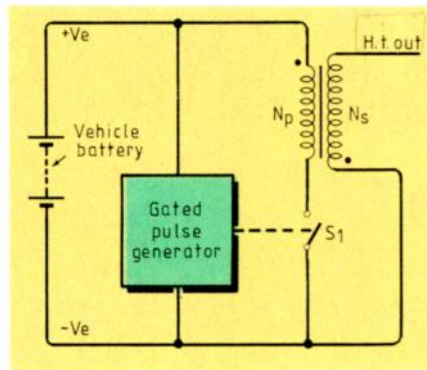 +Ve
H.t. out
Np
Ns
Vehicle
battery
Gated
pulse
generator
S1
-Ve